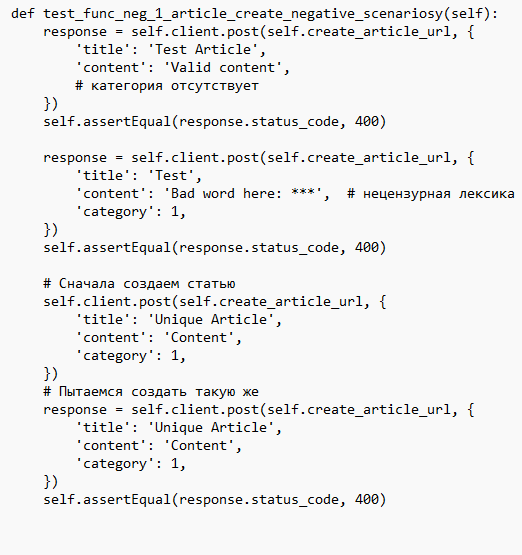 def test_func_neg_1_article_create_negative_scenariosy(self):
    response = self.client.post(self.create_article_url, {
        'title': 'Test Article',
        'content': 'Valid content',
        # категория отсутствует
    })
    self.assertEqual(response.status_code, 400)

    response = self.client.post(self.create_article_url, {
        'title': 'Test',
        'content': 'Bad word here: ***',  # нецензурная лексика
        'category': 1,
    })
    self.assertEqual(response.status_code, 400)

    # Сначала создаем статью
    self.client.post(self.create_article_url, {
        'title': 'Unique Article',
        'content': 'Content',
        'category': 1,
    })
    # Пытаемся создать такую же
    response = self.client.post(self.create_article_url, {
        'title': 'Unique Article',
        'content': 'Content',
        'category': 1,
    })
    self.assertEqual(response.status_code, 400)